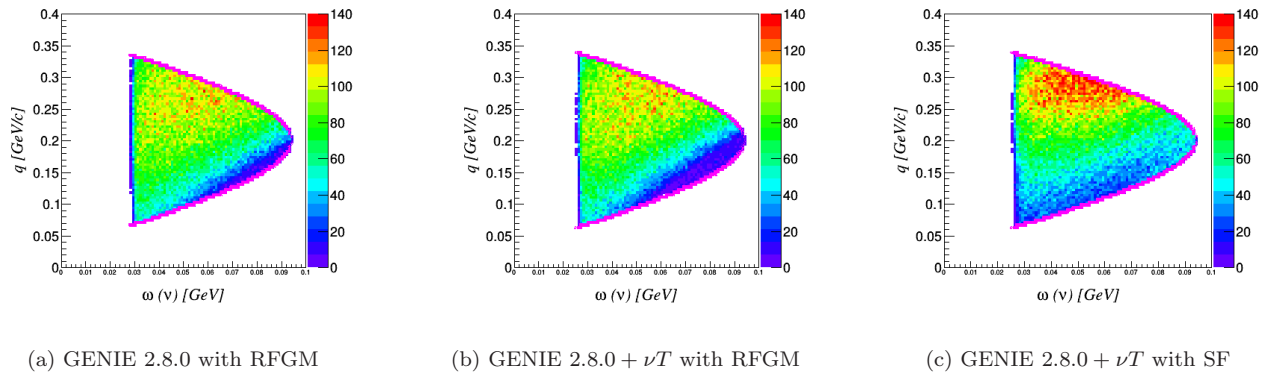 0.4 0.35 0.3 0.25 0.2 0.15 0.1 0.05 0
q [GeV/c]
0 0.01 0.02 0.03 0.04 0.05 0.06 0.07 0.08 0.09 0.1
ω (ν) [GeV]
140 120 100 80 60 40 20 0
0.4 0.35 0.3 0.25 0.2 0.15 0.1 0.05 0
q [GeV/c]
0 0.01 0.02 0.03 0.04 0.05 0.06 0.07 0.08 0.09 0.1
ω (ν) [GeV]
140 120 100 80 60 40 20 0
0.4 0.35 0.3 0.25 0.2 0.15 0.1 0.05 0
q [GeV/c]
0 0.01 0.02 0.03 0.04 0.05 0.06 0.07 0.08 0.09 0.1
ω (ν) [GeV]
140 120 100 80 60 40 20 0
(a) GENIE 2.8.0 with RFGM
(b) GENIE 2.8.0 + νT with RFGM
(c) GENIE 2.8.0 + νT with SF